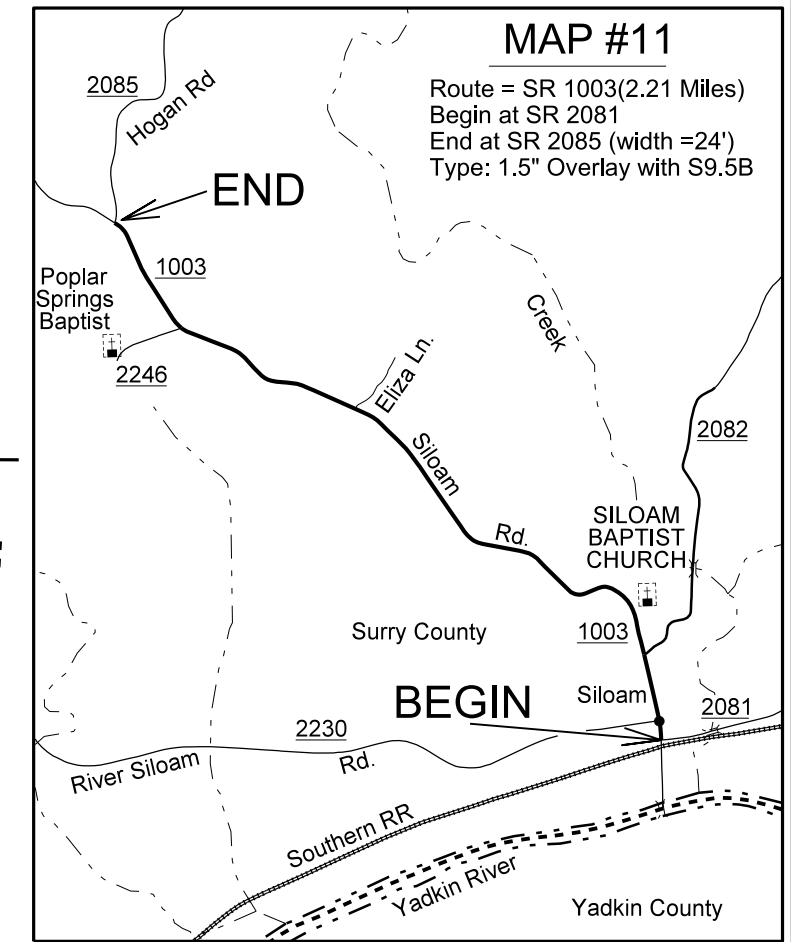 MAP #11
Route = SR 1003(2.21 Miles)
Begin at SR 2081
End at SR 2085 (width =24')
Type: 1.5" Overlay with S9.5B
2085
Hogan Rd
END
1003
Poplar
Springs
Baptist
2246
Eliza Ln.
Creek
2082
Siloam
Rd.
SILOAM
BAPTIST
CHURCH
Surry County
1003
Siloam
BEGIN
2081
2230
River Siloam
Rd.
Southern RR
Yadkin River
Yadkin County